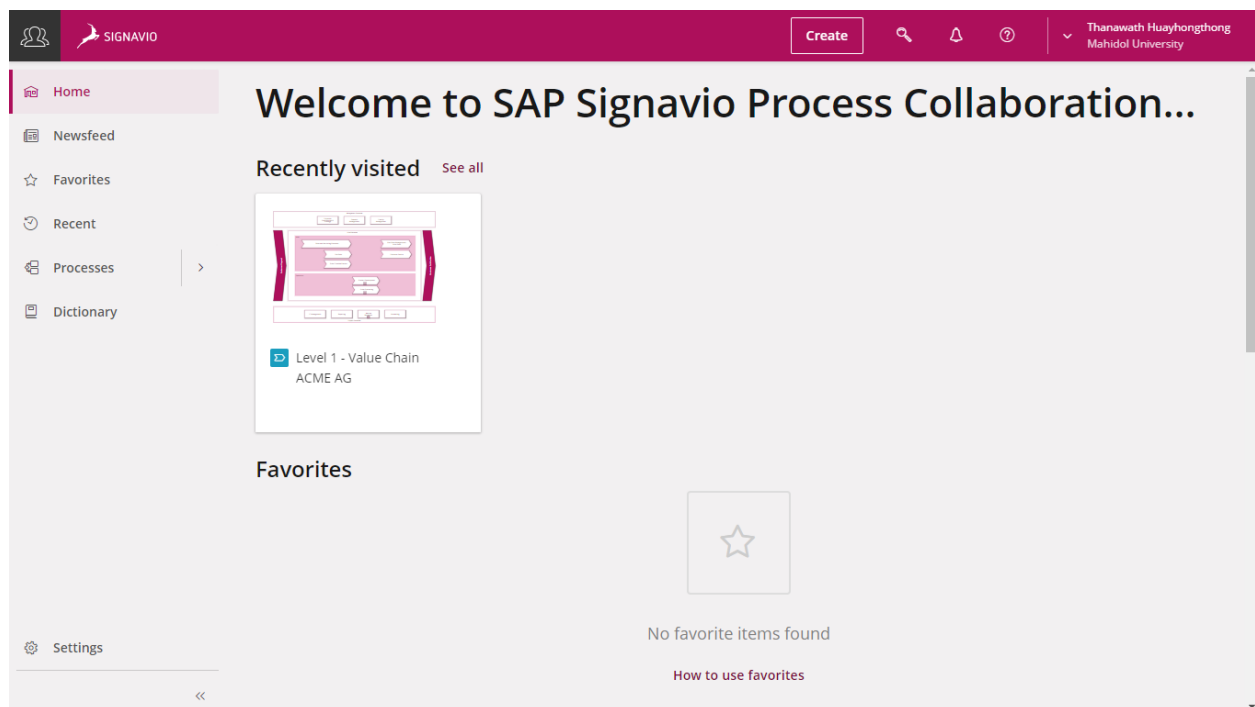 SIGNAVIO
Create
Thanawath Huayhongthong
Mahidol University
Home
Newsfeed
Favorites
Recent
Processes
Dictionary
Settings
Welcome to SAP Signavio Process Collaboration...
Recently visited See all
Level 1 - Value Chain
ACME AG
Favorites
No favorite items found
How to use favorites